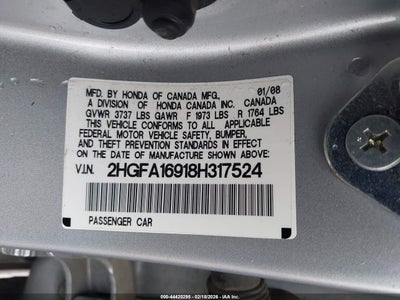 MFD. BY HONDA OF CANADA MFG. 01/08
A DIVISION OF HONDA CANADA INC. CANADA
GVWR 3737 LBS GAWR F 1973 LBS R 1764 LBS
THIS VEHICLE CONFORMS TO ALL APPLICABLE
FEDERAL MOTOR VEHICLE SAFETY, BUMPER,
AND THEFT PREVENTION STANDARDS IN EFFECT
ON THE DATE OF MANUFACTURE SHOWN ABOVE:
V.I.N. 2HGFA16918H317524
PASSENGER CAR
000-44420295 - 02/18/2026 - IAA, LLC